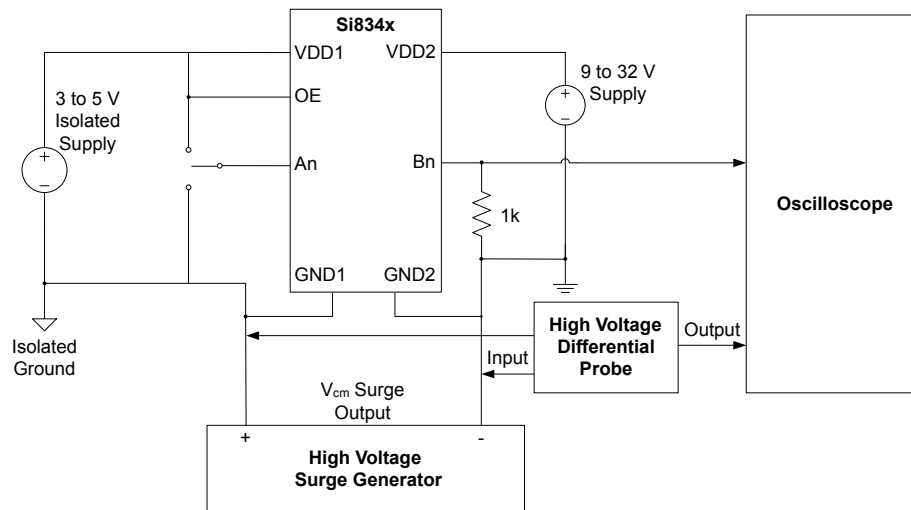 Si834x
VDD1
VDD2
OE
An
Bn
GND1
GND2
3 to 5 V
Isolated
Supply
+
−
9 to 32 V
Supply
+
−
1k
Oscilloscope
Isolated
Ground
High Voltage
Differential
Probe
Input
Output
Vcm Surge
Output
+
-
High Voltage
Surge Generator